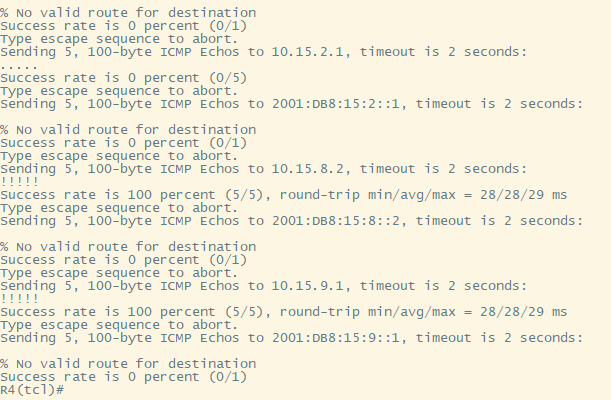 % No valid route for destination
Success rate is 0 percent (0/1)
Type escape sequence to abort.
Sending 5, 100-byte ICMP Echos to 10.15.2.1, timeout is 2 seconds:
.....
Success rate is 0 percent (0/5)
Type escape sequence to abort.
Sending 5, 100-byte ICMP Echos to 2001:DB8:15:2::1, timeout is 2 seconds:
% No valid route for destination
Success rate is 0 percent (0/1)
Type escape sequence to abort.
Sending 5, 100-byte ICMP Echos to 10.15.8.2, timeout is 2 seconds:
!!!!!
Success rate is 100 percent (5/5), round-trip min/avg/max = 28/28/29 ms
Type escape sequence to abort.
Sending 5, 100-byte ICMP Echos to 2001:DB8:15:8::2, timeout is 2 seconds:
% No valid route for destination
Success rate is 0 percent (0/1)
Type escape sequence to abort.
Sending 5, 100-byte ICMP Echos to 10.15.9.1, timeout is 2 seconds:
!!!!!
Success rate is 100 percent (5/5), round-trip min/avg/max = 28/28/29 ms
Type escape sequence to abort.
Sending 5, 100-byte ICMP Echos to 2001:DB8:15:9::1, timeout is 2 seconds:
% No valid route for destination
Success rate is 0 percent (0/1)
R4(tcl)#